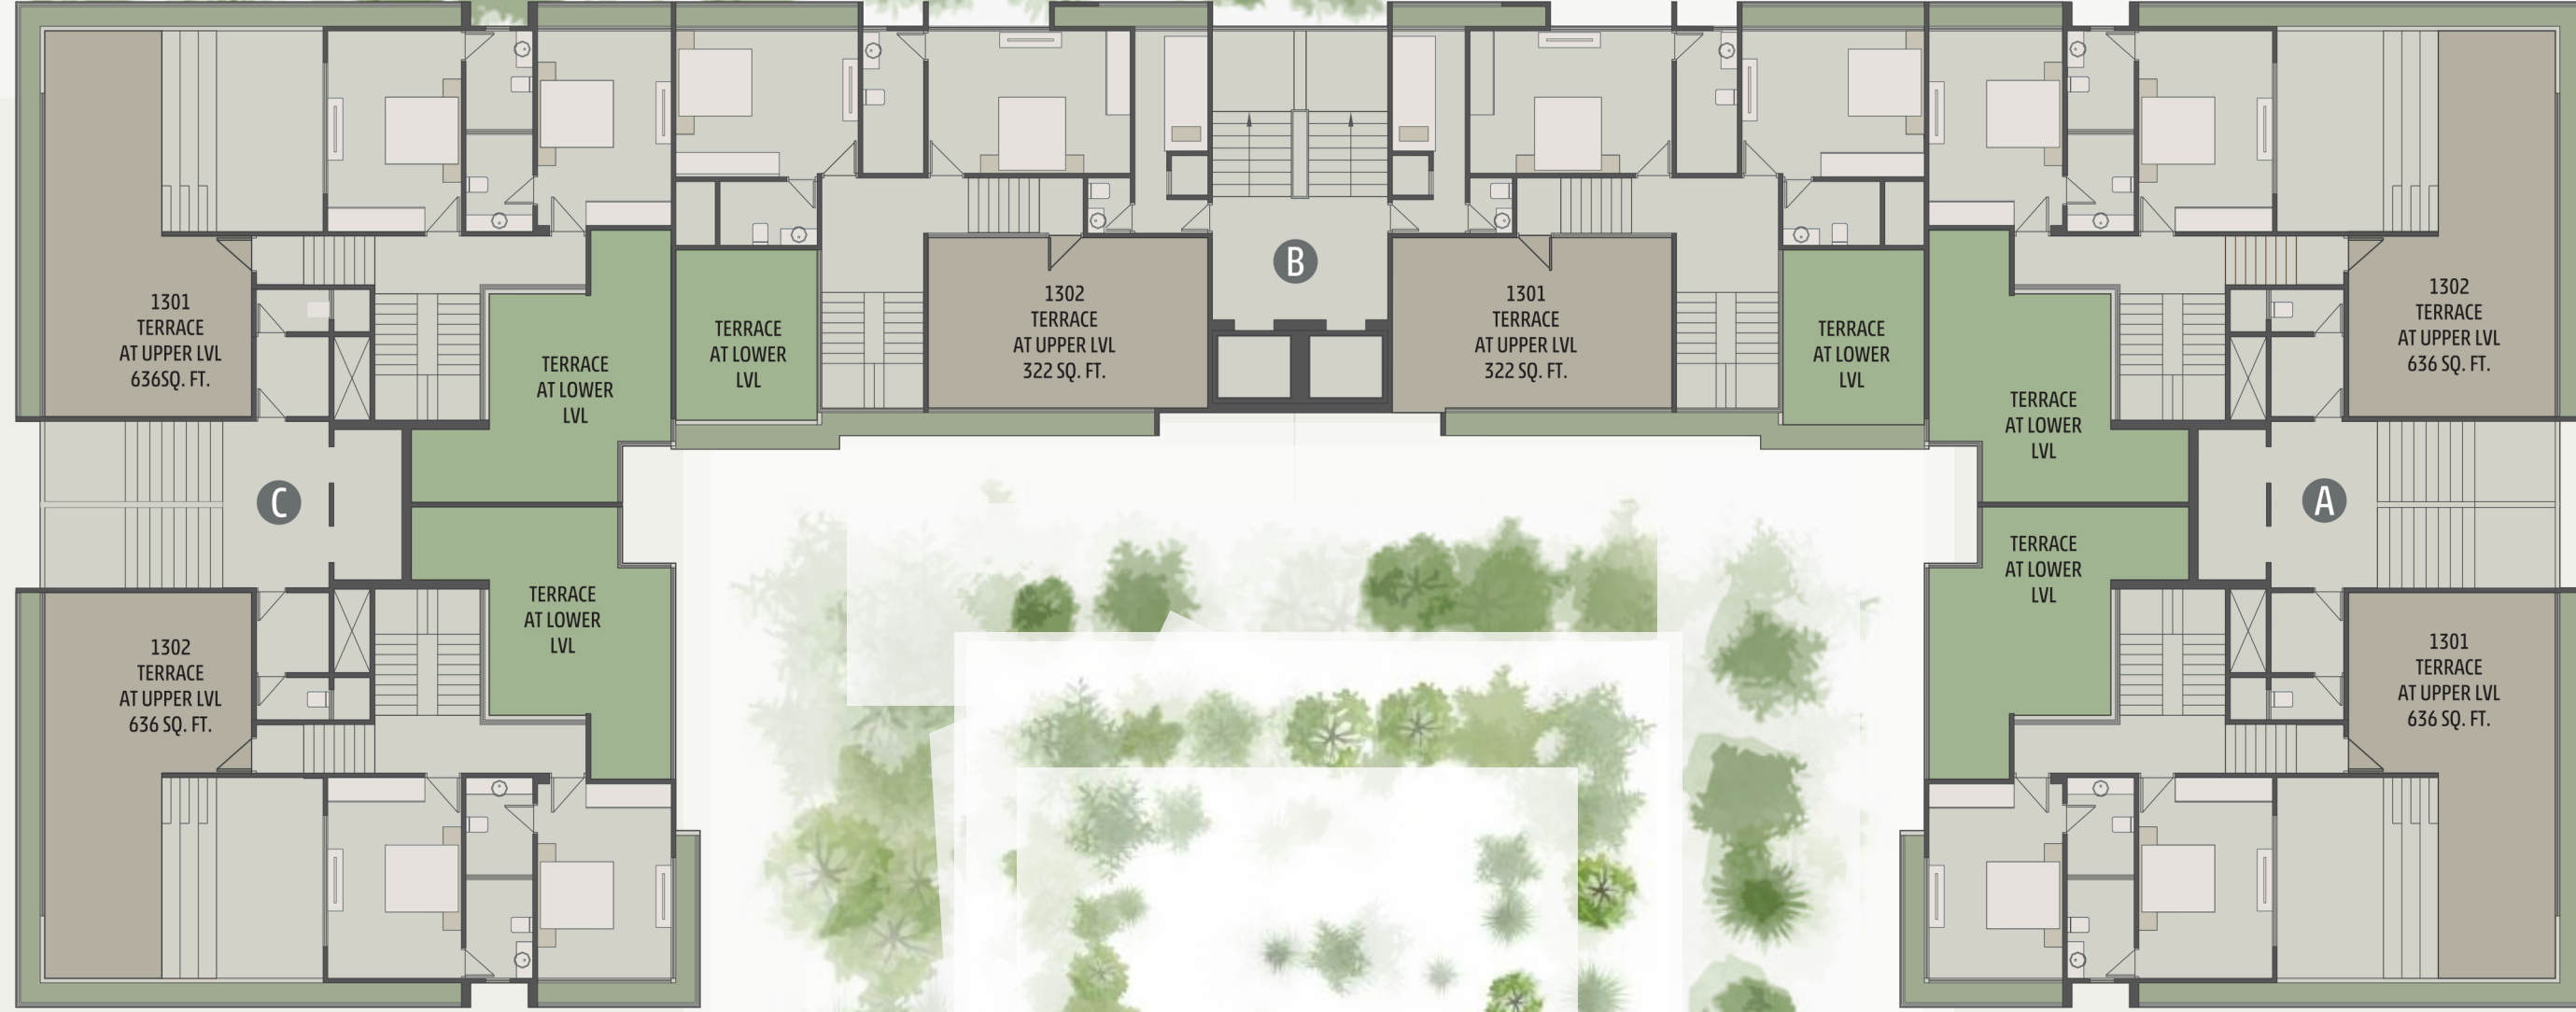 1301
TERRACE
AT UPPER LVL
636SQ. FT.
TERRACE
AT LOWER
LVL
TERRACE
AT LOWER
LVL
1302
TERRACE
AT UPPER LVL
322 SQ. FT.
B
1301
TERRACE
AT UPPER LVL
322 SQ. FT.
TERRACE
AT LOWER
LVL
TERRACE
AT LOWER
LVL
1302
TERRACE
AT UPPER LVL
636 SQ. FT.
C
A
1302
TERRACE
AT UPPER LVL
636 SQ. FT.
TERRACE
AT LOWER
LVL
TERRACE
AT LOWER
LVL
1301
TERRACE
AT UPPER LVL
636 SQ. FT.